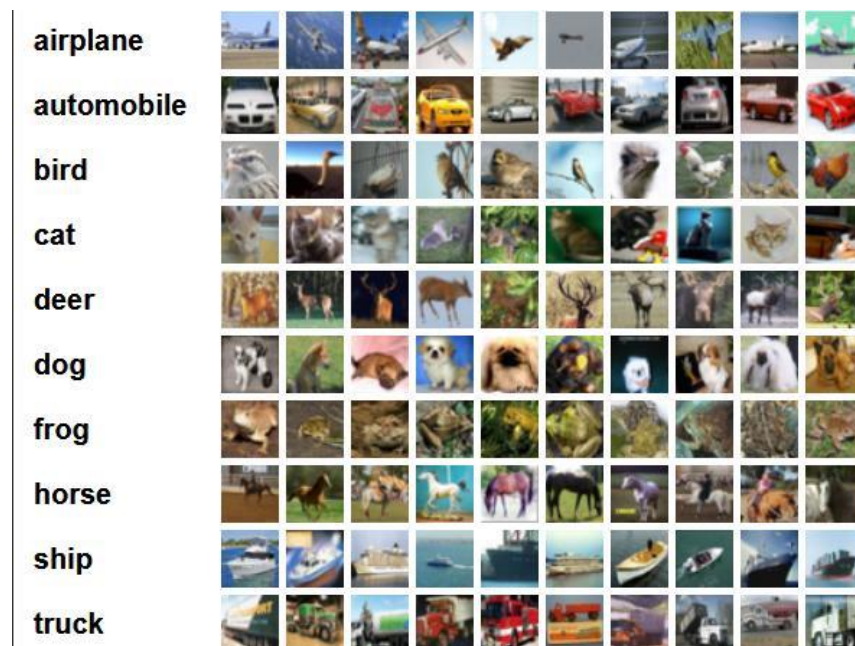 airplane
automobile
bird
cat
deer
dog
frog
horse
ship
truck